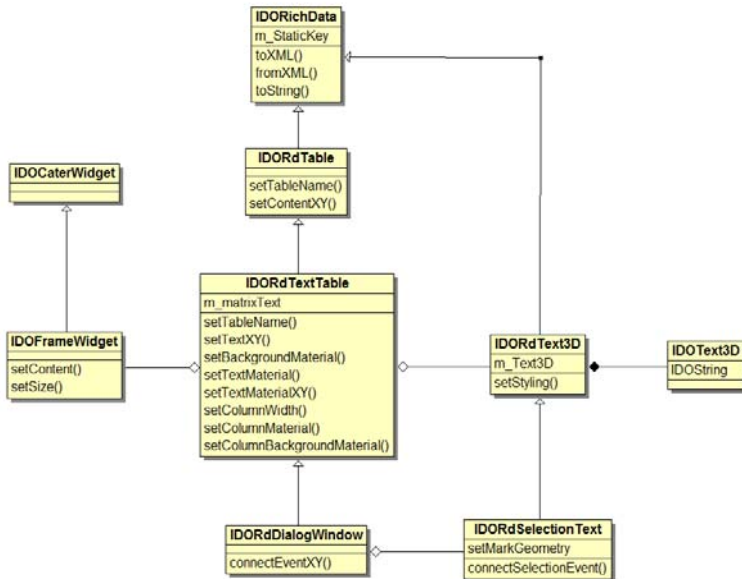 IDORichData
m_StaticKey
toXML()
fromXML()
toString()
IDORdTable
setTableName()
setContentXY()
IDOCaterWidget
IDORdTextTable
m_matrixText
setTableName()
setTextXY()
setBackgroundMaterial()
setTextMaterial()
setTextMaterialXY()
setColumnWidth()
setColumnMaterial()
setColumnBackgroundMaterial()
IDOFrameWidget
setContent()
setSize()
IDORdText3D
m_Text3D
setStyling()
IDOText3D
IDOString
IDORdDialogWindow
connectEventXY()
IDORdSelectionText
setMarkGeometry
connectSelectionEvent()